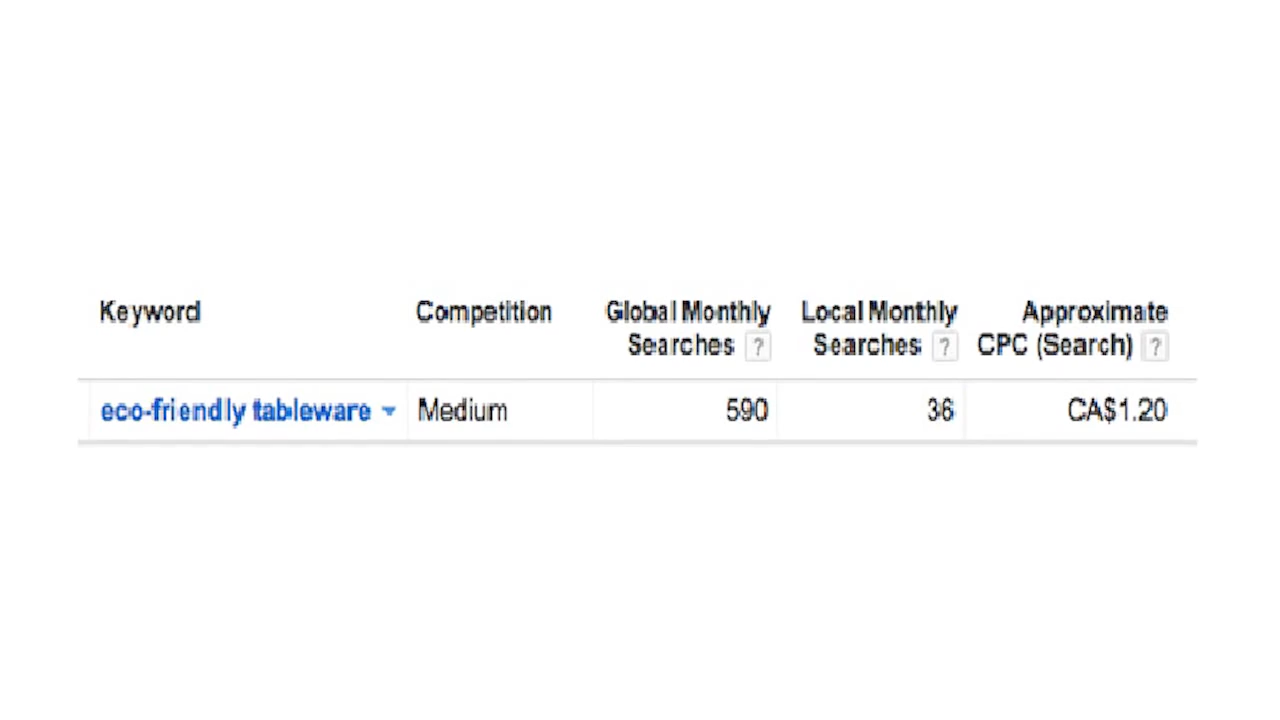 Keyword Competition Global Monthly Searches ? Local Monthly Searches ? Approximate CPC (Search) ?
eco-friendly tableware Medium 590 36 CA$1.20